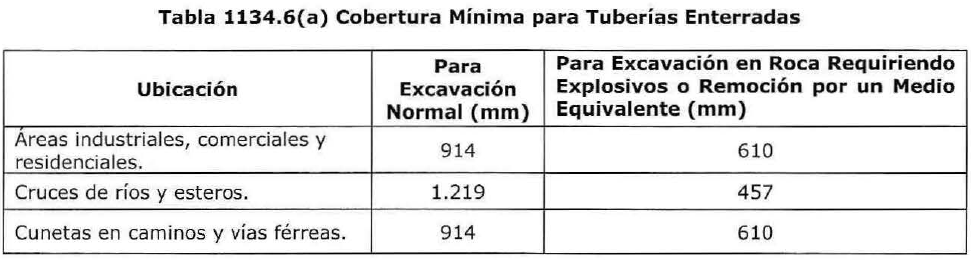 Tabla 1134.6(a) Cobertura Mínima para Tuberías Enterradas
Ubicación
Para
Excavación
Normal (mm)
Para Excavación en Roca Requiriendo
Explosivos o Remoción por un Medio
Equivalente (mm)
Áreas industriales, comerciales y
residenciales.
914
610
Cruces de ríos y esteros.
1.219
457
Cunetas en caminos y vías férreas.
914
610